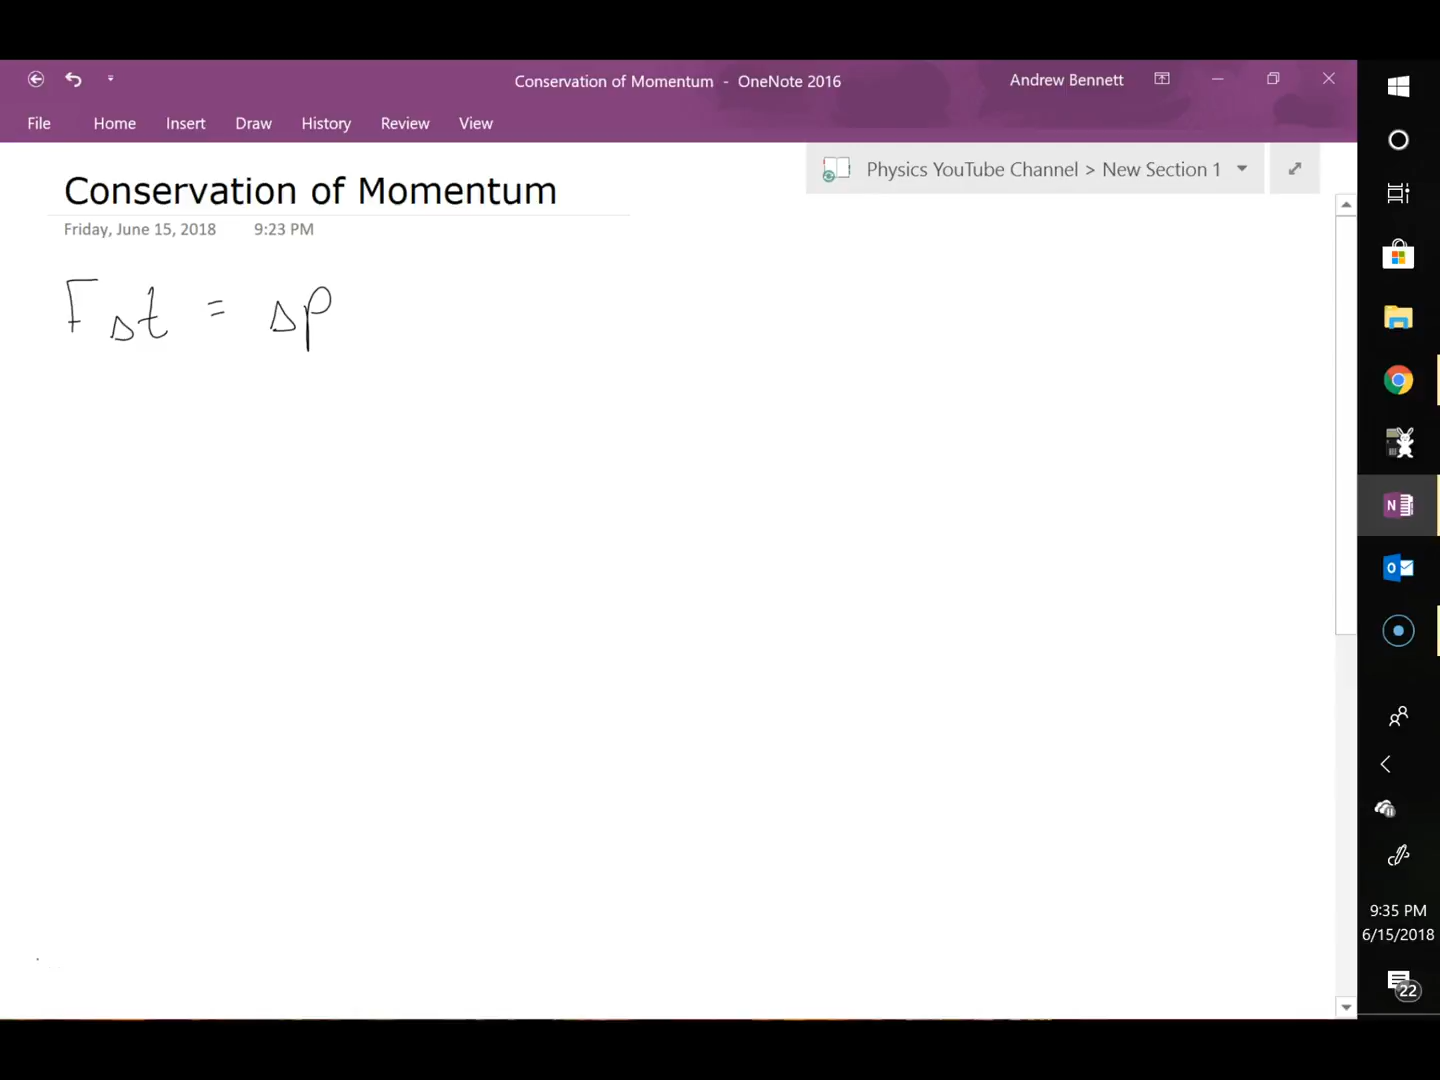 Conservation of Momentum - OneNote 2016
Andrew Bennett
File Home Insert Draw History Review View
Physics YouTube Channel > New Section 1
Conservation of Momentum
Friday, June 15, 2018 9:23 PM
FΔt = Δp
N
O
9:35 PM
6/15/2018
22